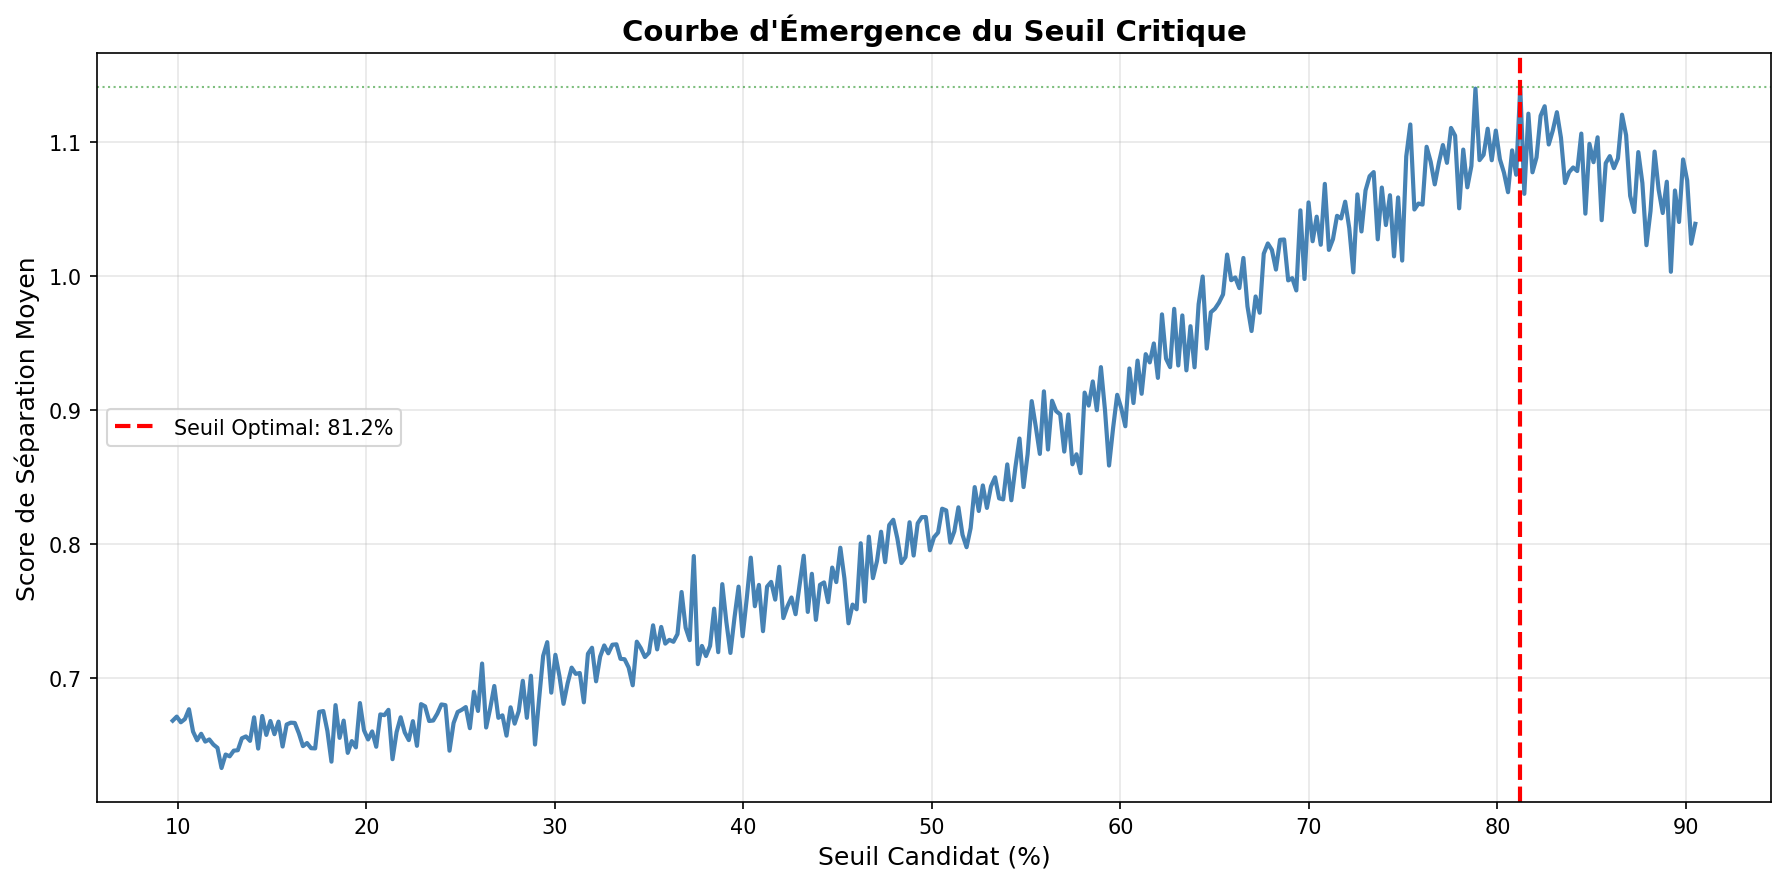 Courbe d'Émergence du Seuil Critique
Score de Séparation Moyen
1.1
1.0
0.9
0.8
0.7
Seuil Optimal: 81.2%
10 20 30 40 50 60 70 80 90
Seuil Candidat (%)